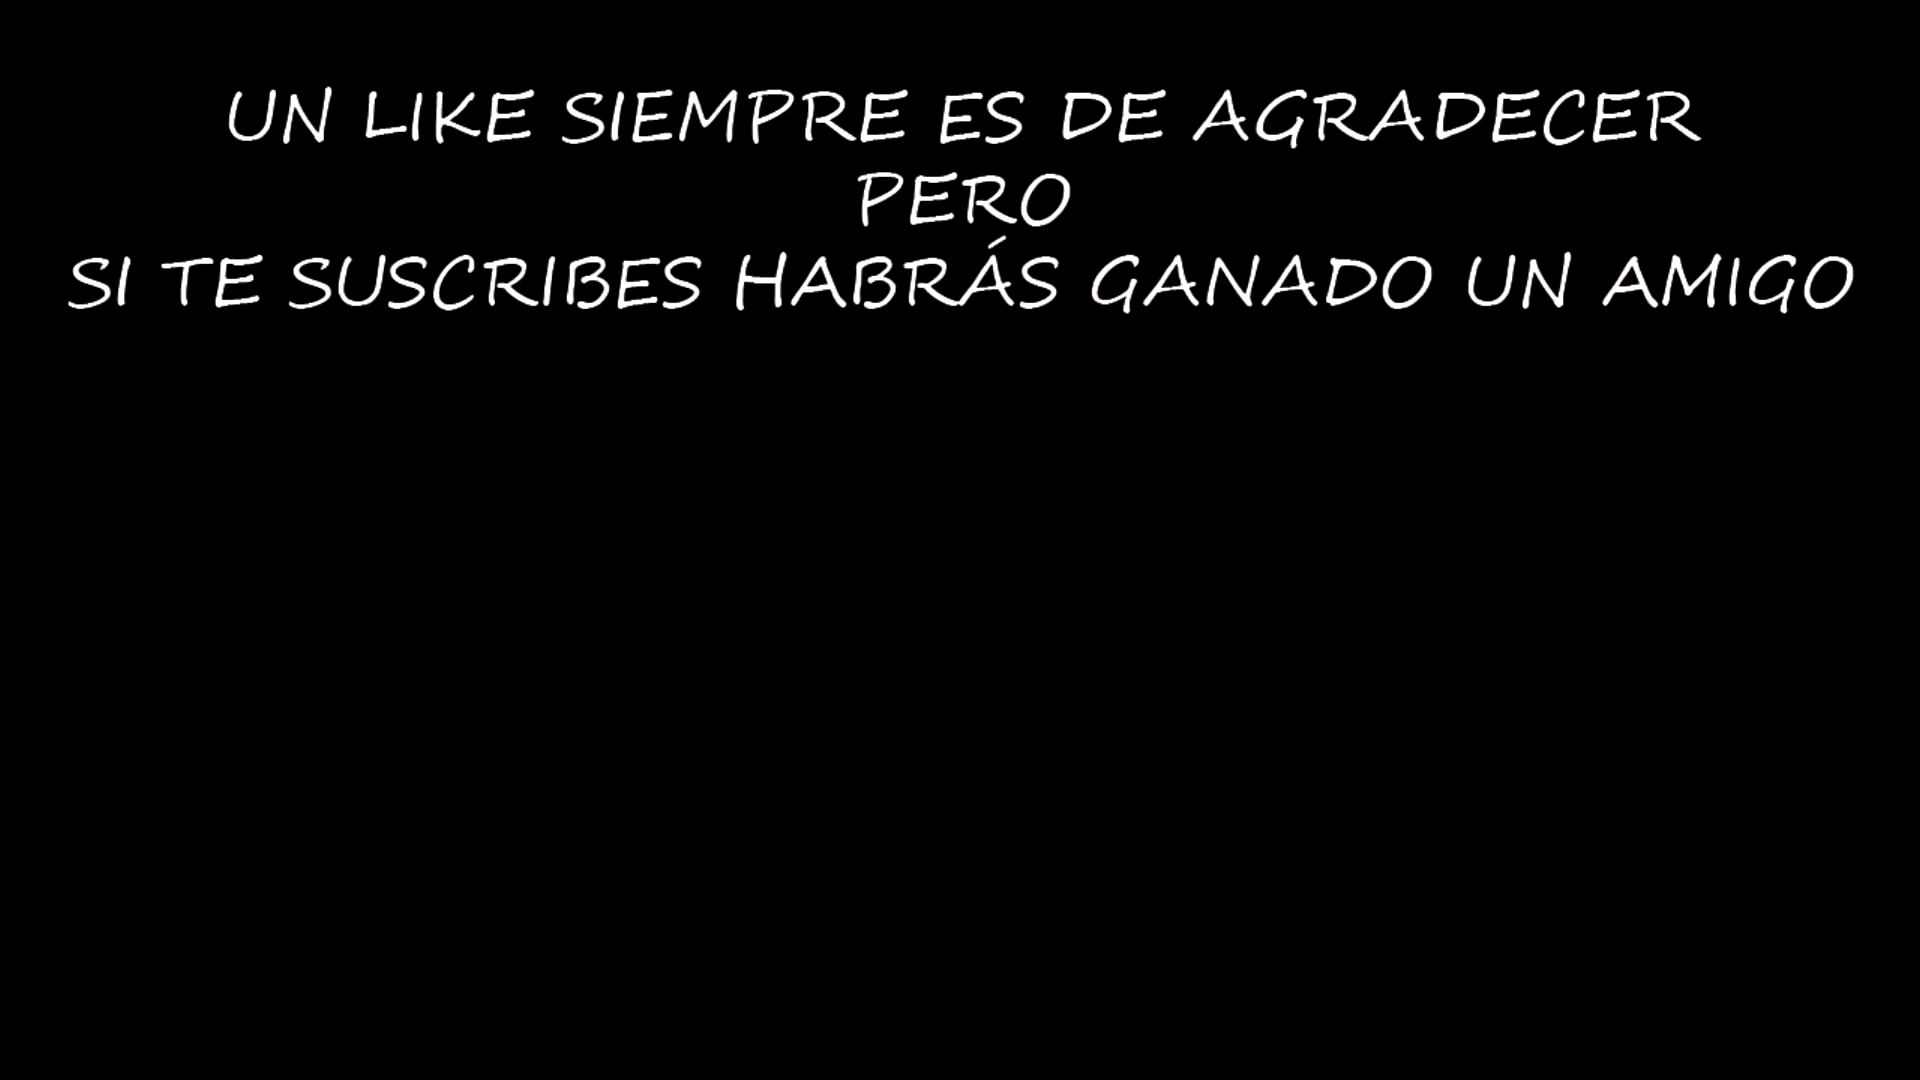 UN LIKE SIEMPRE ES DE AGRADECER
PERO
SI TE SUSCRIBES HABRÁS GANADO UN AMIGO